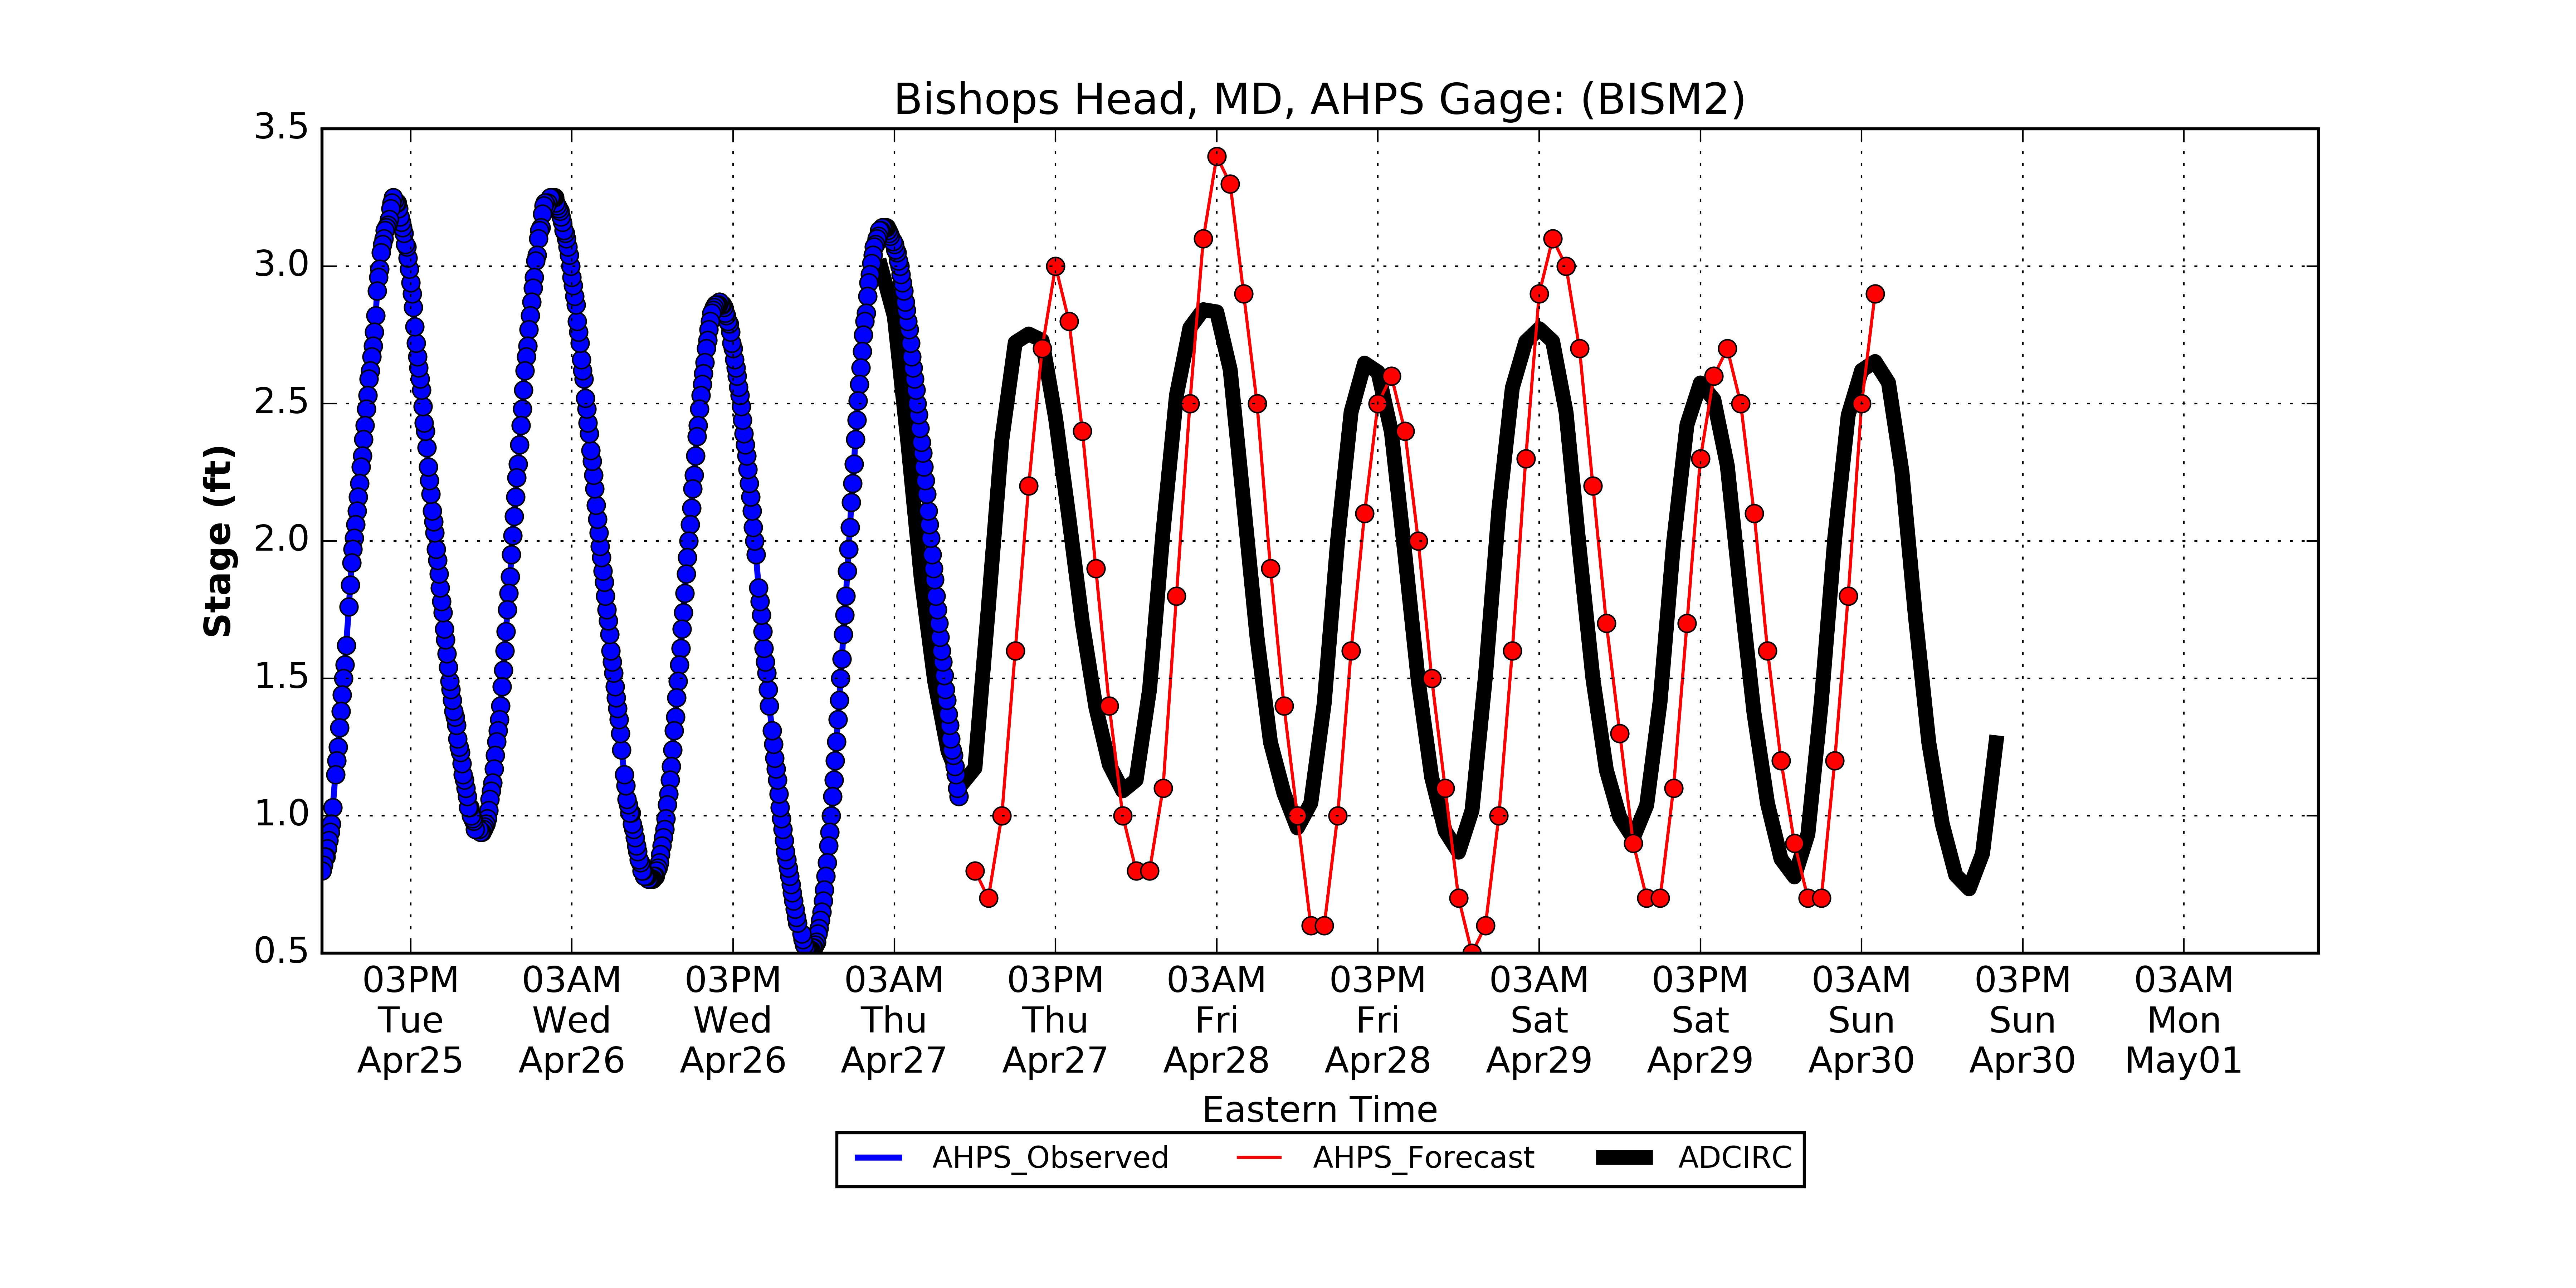 Bishops Head, MD, AHPS Gage: (BISM2)
3.5
3.0
2.5
2.0
1.5
1.0
0.5
Stage (ft)
03PM 03AM 03PM 03AM 03PM 03AM 03PM 03AM 03PM 03AM 03PM 03AM
Tue Wed Wed Thu Thu Fri Fri Sat Sat Sun Sun Mon
Apr25 Apr26 Apr26 Apr27 Apr27 Apr28 Apr28 Apr29 Apr29 Apr30 Apr30 May01
Eastern Time
AHPS_Observed AHPS_Forecast ADCIRC